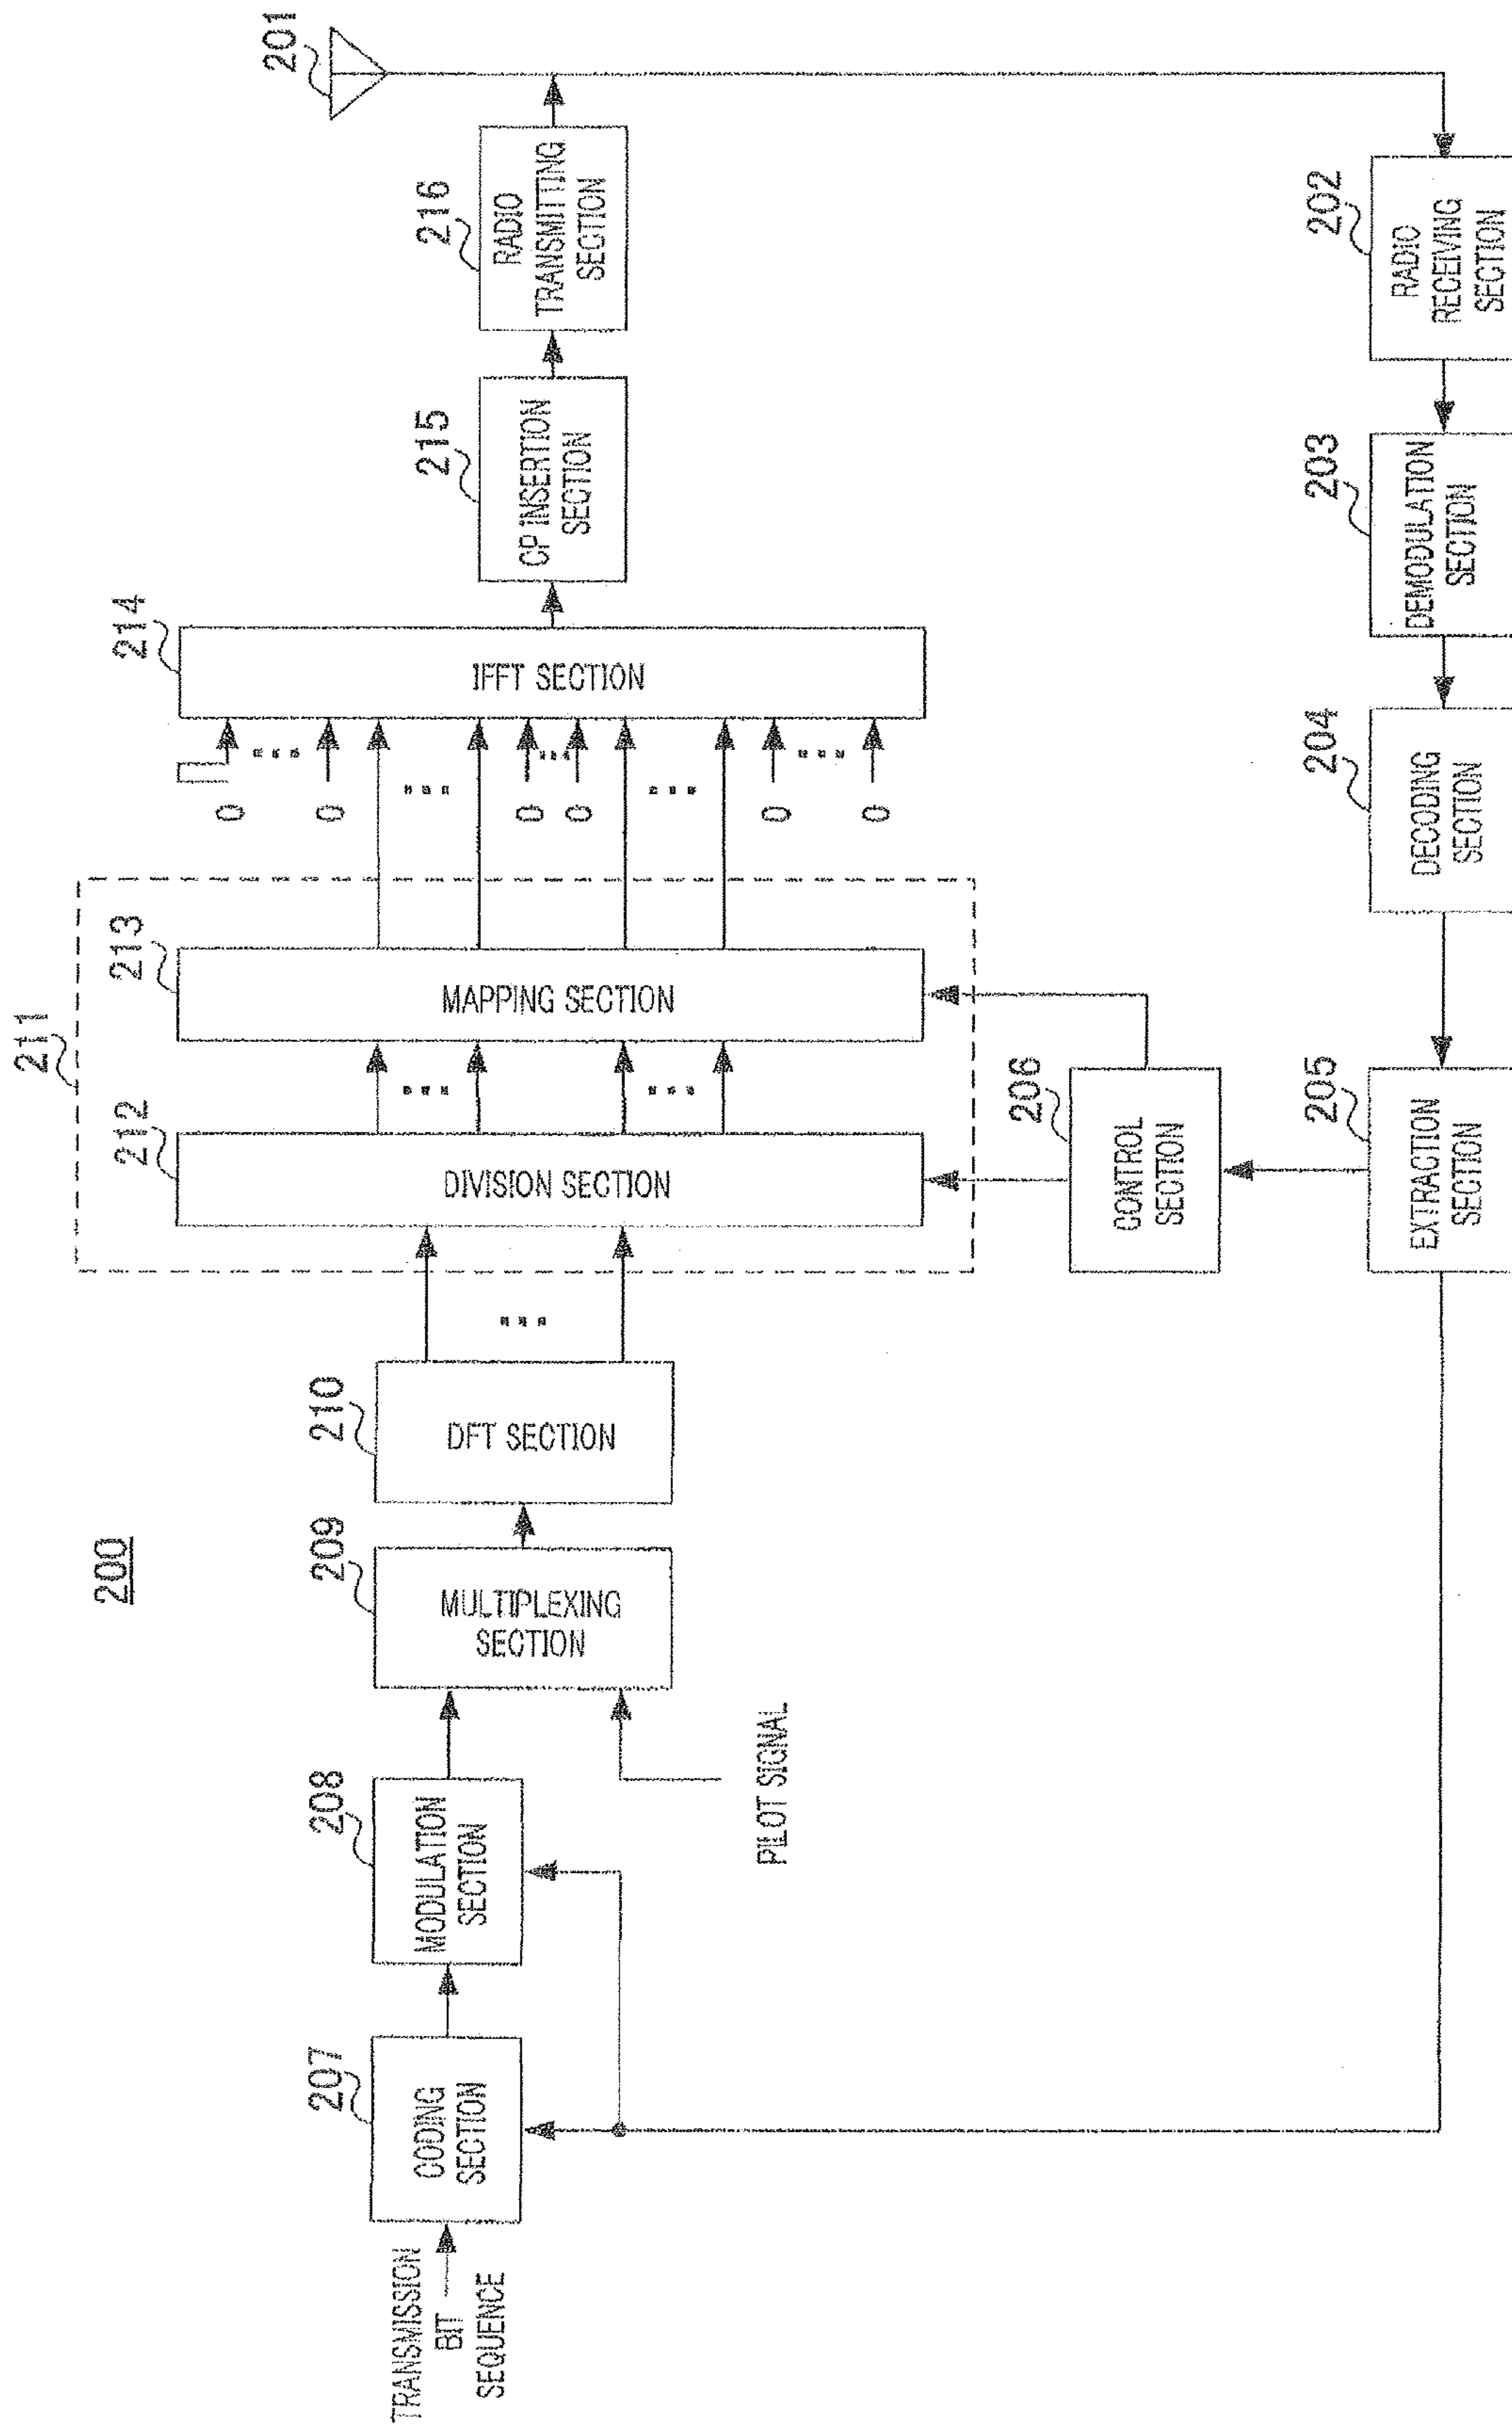 200
TRANSMISSION
BIT
SEQUENCE
207
CODING
SECTION
208
MODULATION
SECTION
PILOT SIGNAL
209
MULTIPLEXING
SECTION
210
DFT SECTION
211
212
DIVISION SECTION
213
MAPPING SECTION
0
...
0
...
0
...
0
...
0
...
0
214
IFFT SECTION
215
CP INSERTION
SECTION
216
RADIO
TRANSMITTING
SECTION
201
206
CONTROL
SECTION
205
EXTRACTION
SECTION
204
DECODING
SECTION
203
DEMODULATION
SECTION
202
RADIO
RECEIVING
SECTION